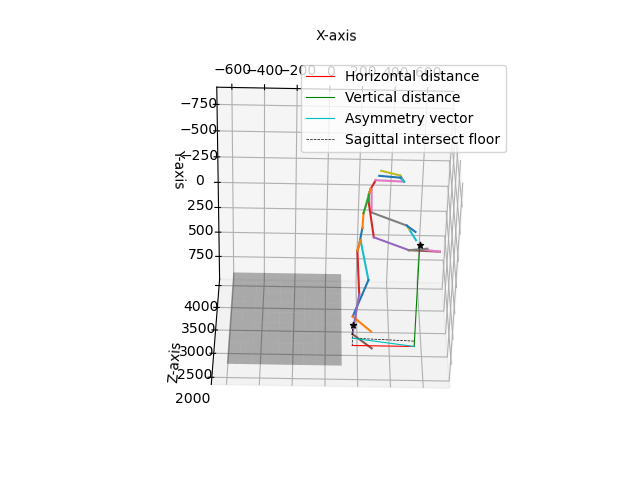 X-axis
−600 −400 −200 0 200 400 600
Horizontal distance
Vertical distance
Asymmetry vector
Sagittal intersect floor
Y-axis
−750
−500
−250
0
250
500
750
Z-axis
4000
3500
3000
2500
2000